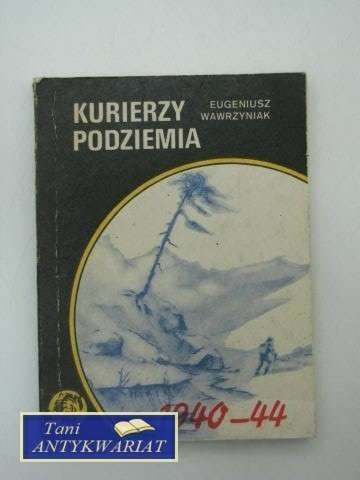 KURIERZY
PODZIEMIA
EUGENIUSZ
WAWRZYNIAK
1940-44
Tani
ANTYKWARIAT